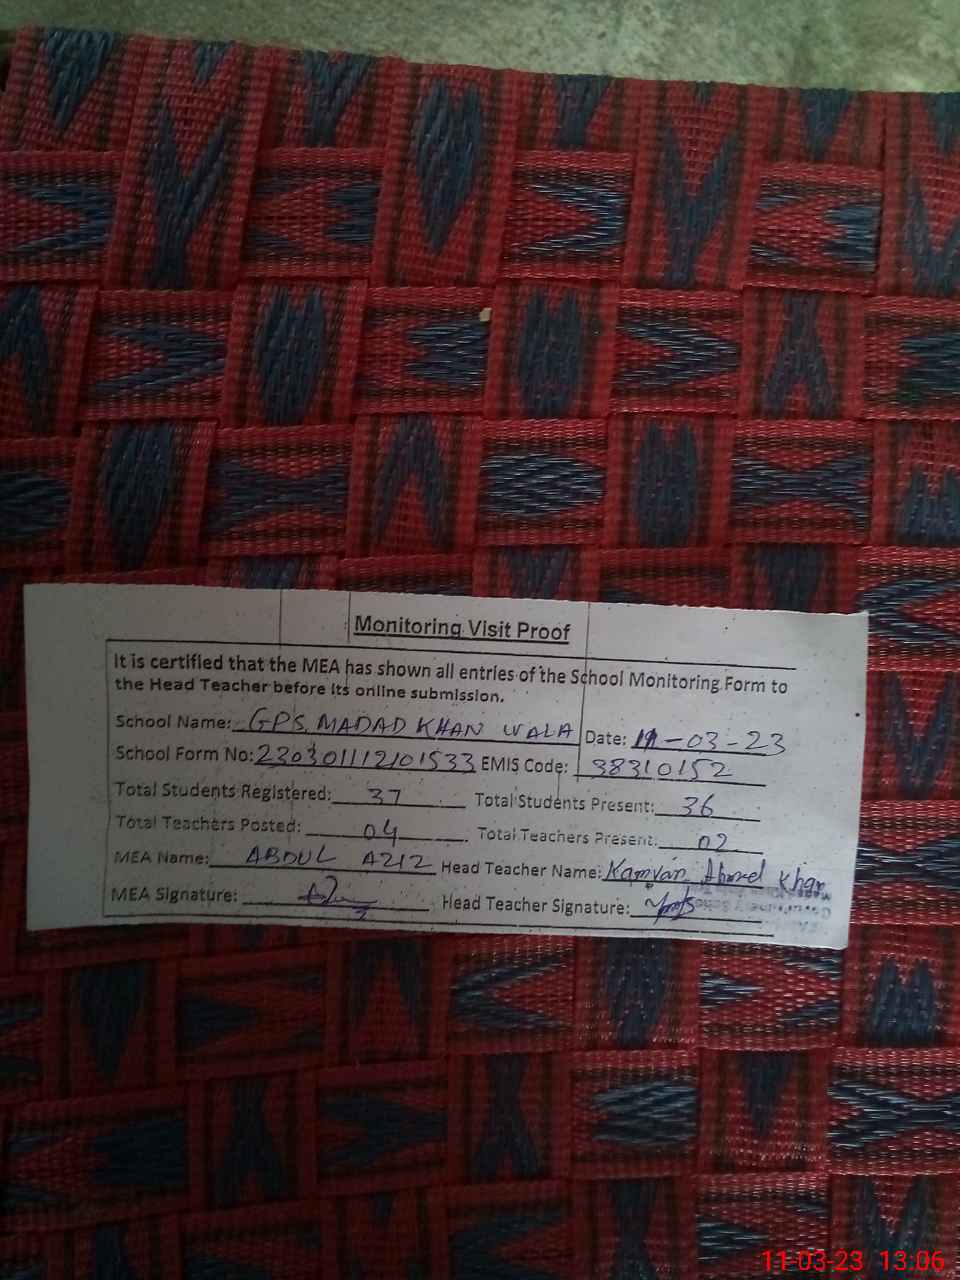 Monitoring Visit Proof
It is certified that the MEA has shown all entries of the School Monitoring Form to
the Head Teacher before its online submission.
School Name: GPS. MADAD KHAN WALA Date: 11-03-23
School Form No: 230301112101533 EMIS Code: 38310152
Total Students Registered: 37 Total Students Present: 36
Total Teachers Posted: 04 Total Teachers Present: 02
MEA Name: ABDUL AZIZ Head Teacher Name: Kamran Ahmed Khan
MEA Signature: Head Teacher Signature:
11-03-23 13:06